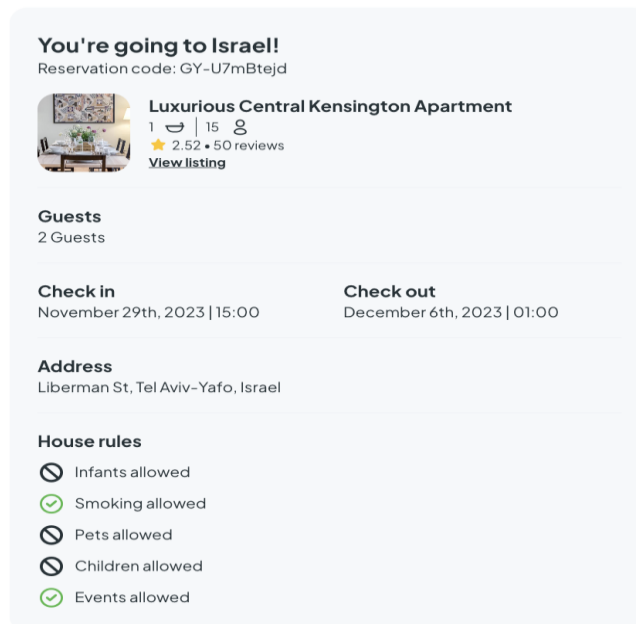 You're going to Israel!
Reservation code: GY-U7mBtejd
Luxurious Central Kensington Apartment
1 | 15
2.52 • 50 reviews
View listing
Guests
2 Guests
Check in
November 29th, 2023 | 15:00
Check out
December 6th, 2023 | 01:00
Address
Liberman St, Tel Aviv-Yafo, Israel
House rules
Infants allowed
Smoking allowed
Pets allowed
Children allowed
Events allowed